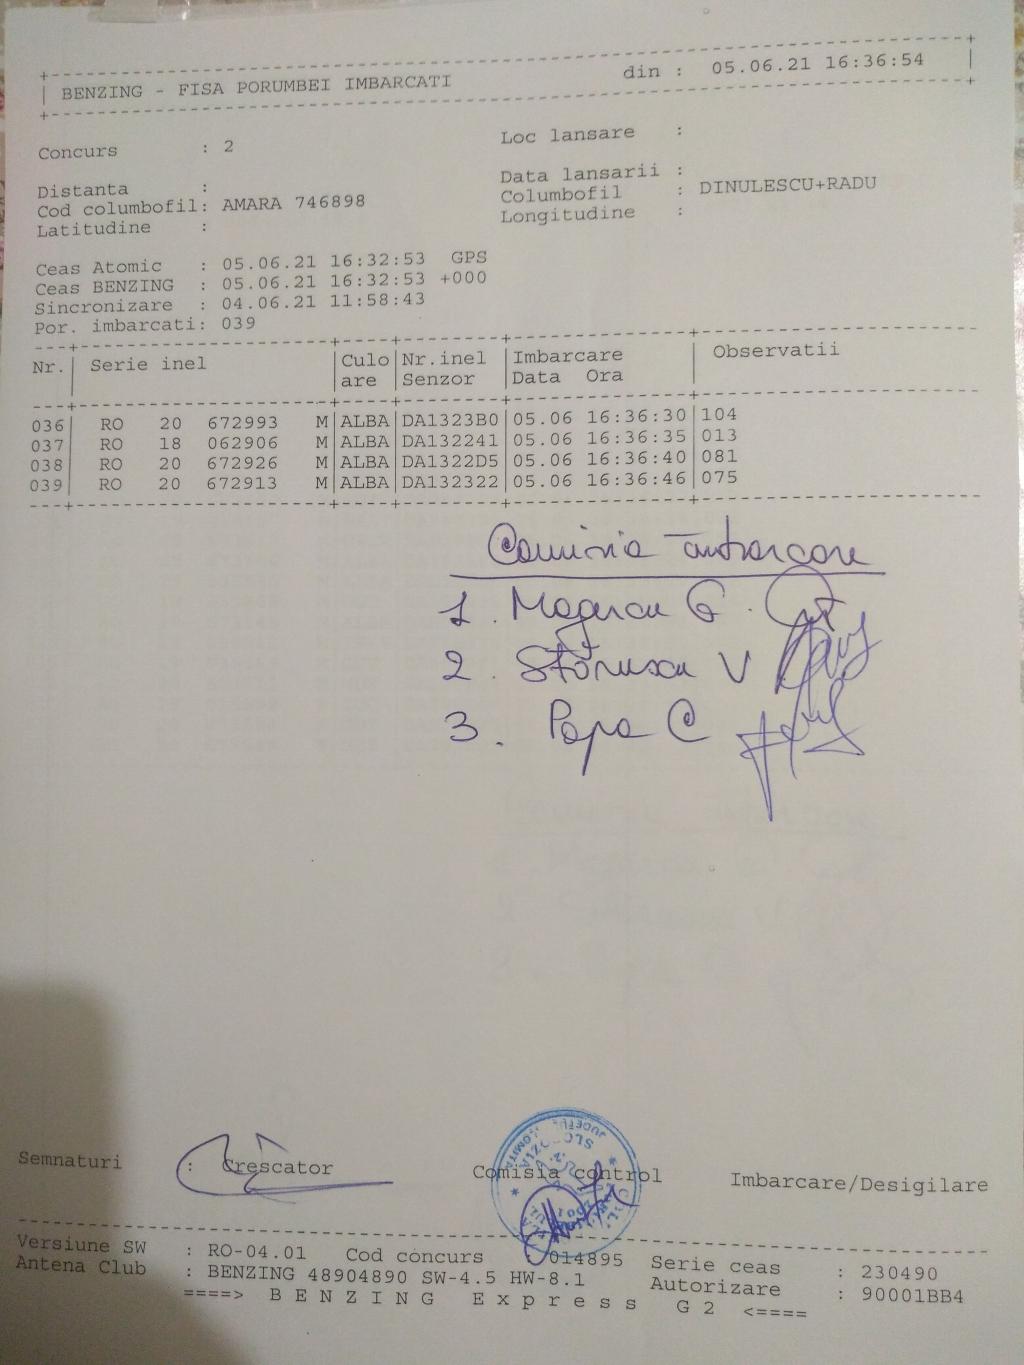 BENZING - FISA PORUMBEI IMBARCATI din : 05.06.21 16:36:54
Concurs : 2 Loc lansare :
Distanta : Data lansarii :
Cod columbofil: AMARA 746898 Columbofil : DINULESCU+RADU
Latitudine : Longitudine :
Ceas Atomic : 05.06.21 16:32:53 GPS
Ceas BENZING : 05.06.21 16:32:53 +000
Sincronizare : 04.06.21 11:58:43
Por. imbarcati: 039
Nr. Serie inel Culo Nr.inel Imbarcare Observatii
are Senzor Data Ora
036 RO 20 672993 M ALBA DA1323B0 05.06 16:36:30 104
037 RO 18 062906 M ALBA DA132241 05.06 16:36:35 013
038 RO 20 672926 M ALBA DA1322D5 05.06 16:36:40 081
039 RO 20 672913 M ALBA DA132322 05.06 16:36:46 075
Comisia îmbarcare
1. G.
2. V
3. Popa C
Semnaturi : Crescator Comisia control Imbarcare/Desigilare
JUDETUL IALOMITA
SLOBOZIA
Versiune SW : RO-04.01 Cod concurs : 014895 Serie ceas : 230490
Antena Club : BENZING 48904890 SW-4.5 HW-8.1 Autorizare : 90001BB4
====> B E N Z I N G E x p r e s s G 2 <====